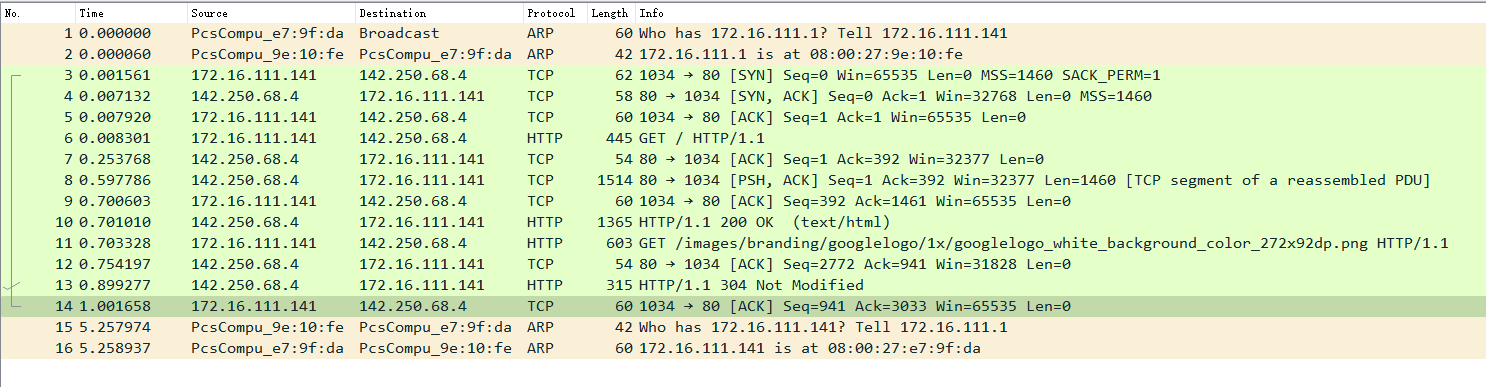 No. Time Source Destination Protocol Length Info
1 0.000000 PcsCompu_e7:9f:da Broadcast ARP 60 Who has 172.16.111.1? Tell 172.16.111.141
2 0.000060 PcsCompu_9e:10:fe PcsCompu_e7:9f:da ARP 42 172.16.111.1 is at 08:00:27:9e:10:fe
3 0.001561 172.16.111.141 142.250.68.4 TCP 62 1034 → 80 [SYN] Seq=0 Win=65535 Len=0 MSS=1460 SACK_PERM=1
4 0.007132 142.250.68.4 172.16.111.141 TCP 58 80 → 1034 [SYN, ACK] Seq=0 Ack=1 Win=32768 Len=0 MSS=1460
5 0.007920 172.16.111.141 142.250.68.4 TCP 60 1034 → 80 [ACK] Seq=1 Ack=1 Win=65535 Len=0
6 0.008301 172.16.111.141 142.250.68.4 HTTP 445 GET / HTTP/1.1
7 0.253768 142.250.68.4 172.16.111.141 TCP 54 80 → 1034 [ACK] Seq=1 Ack=392 Win=32377 Len=0
8 0.597786 142.250.68.4 172.16.111.141 TCP 1514 80 → 1034 [PSH, ACK] Seq=1 Ack=392 Win=32377 Len=1460 [TCP segment of a reassembled PDU]
9 0.700603 172.16.111.141 142.250.68.4 TCP 60 1034 → 80 [ACK] Seq=392 Ack=1461 Win=65535 Len=0
10 0.701010 142.250.68.4 172.16.111.141 HTTP 1365 HTTP/1.1 200 OK (text/html)
11 0.703328 172.16.111.141 142.250.68.4 HTTP 603 GET /images/branding/googlelogo/1x/googlelogo_white_background_color_272x92dp.png HTTP/1.1
12 0.754197 142.250.68.4 172.16.111.141 TCP 54 80 → 1034 [ACK] Seq=2772 Ack=941 Win=31828 Len=0
13 0.899277 142.250.68.4 172.16.111.141 HTTP 315 HTTP/1.1 304 Not Modified
14 1.001658 172.16.111.141 142.250.68.4 TCP 60 1034 → 80 [ACK] Seq=941 Ack=3033 Win=65535 Len=0
15 5.257974 PcsCompu_9e:10:fe PcsCompu_e7:9f:da ARP 42 Who has 172.16.111.141? Tell 172.16.111.1
16 5.258937 PcsCompu_e7:9f:da PcsCompu_9e:10:fe ARP 60 172.16.111.141 is at 08:00:27:e7:9f:da